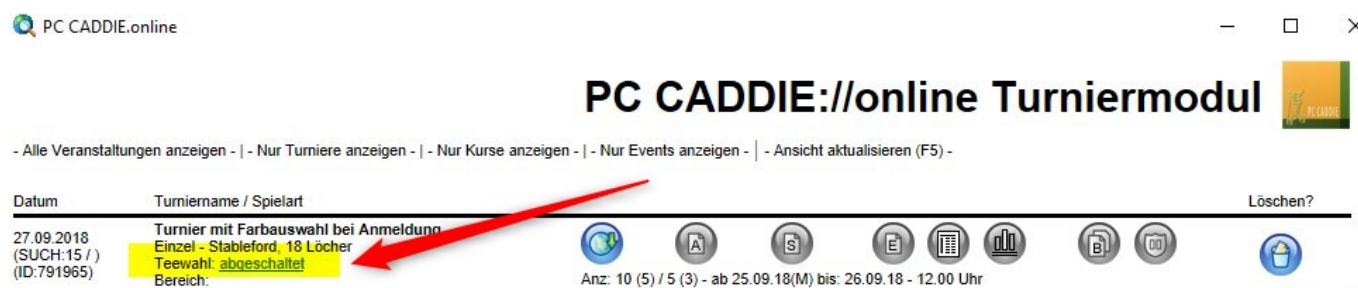 PC CADDIE.online
PC CADDIE://online Turniermodul
PC CADDIE
- Alle Veranstaltungen anzeigen - | - Nur Turniere anzeigen - | - Nur Kurse anzeigen - | - Nur Events anzeigen - | - Ansicht aktualisieren (F5) -
Datum Turniername / Spielart Löschen?
27.09.2018
(SUCH:15 / )
(ID:791965)
Turnier mit Farbauswahl bei Anmeldung
Einzel - Stableford, 18 Löcher
Teewahl: abgeschaltet
Bereich:
A S E B
Anz: 10 (5) / 5 (3) - ab 25.09.18(M) bis: 26.09.18 - 12.00 Uhr